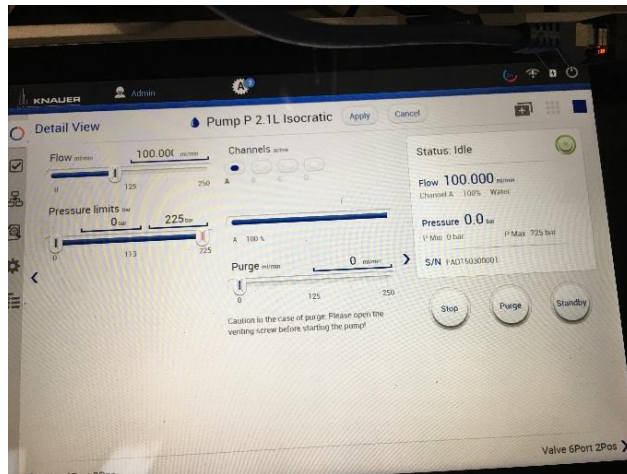 KNAUER
Admin
Detail View
Pump P 2.1L Isocratic
Apply
Cancel
Flow ml/min
100.000 ml/min
0 125 250
Pressure limits bar
0 bar 225 bar
0 113 225
Channels active
A B C D
A 100 %
Purge ml/min
0 ml/min
0 125 250
Caution in the case of purge: Please open the
venting screw before starting the pump!
Status: Idle
Flow 100.000 ml/min
Channel A 100% Water
Pressure 0.0 bar
P Min 0 bar P Max 225 bar
S/N
Stop
Purge
Standby
Valve 6Port 2Pos